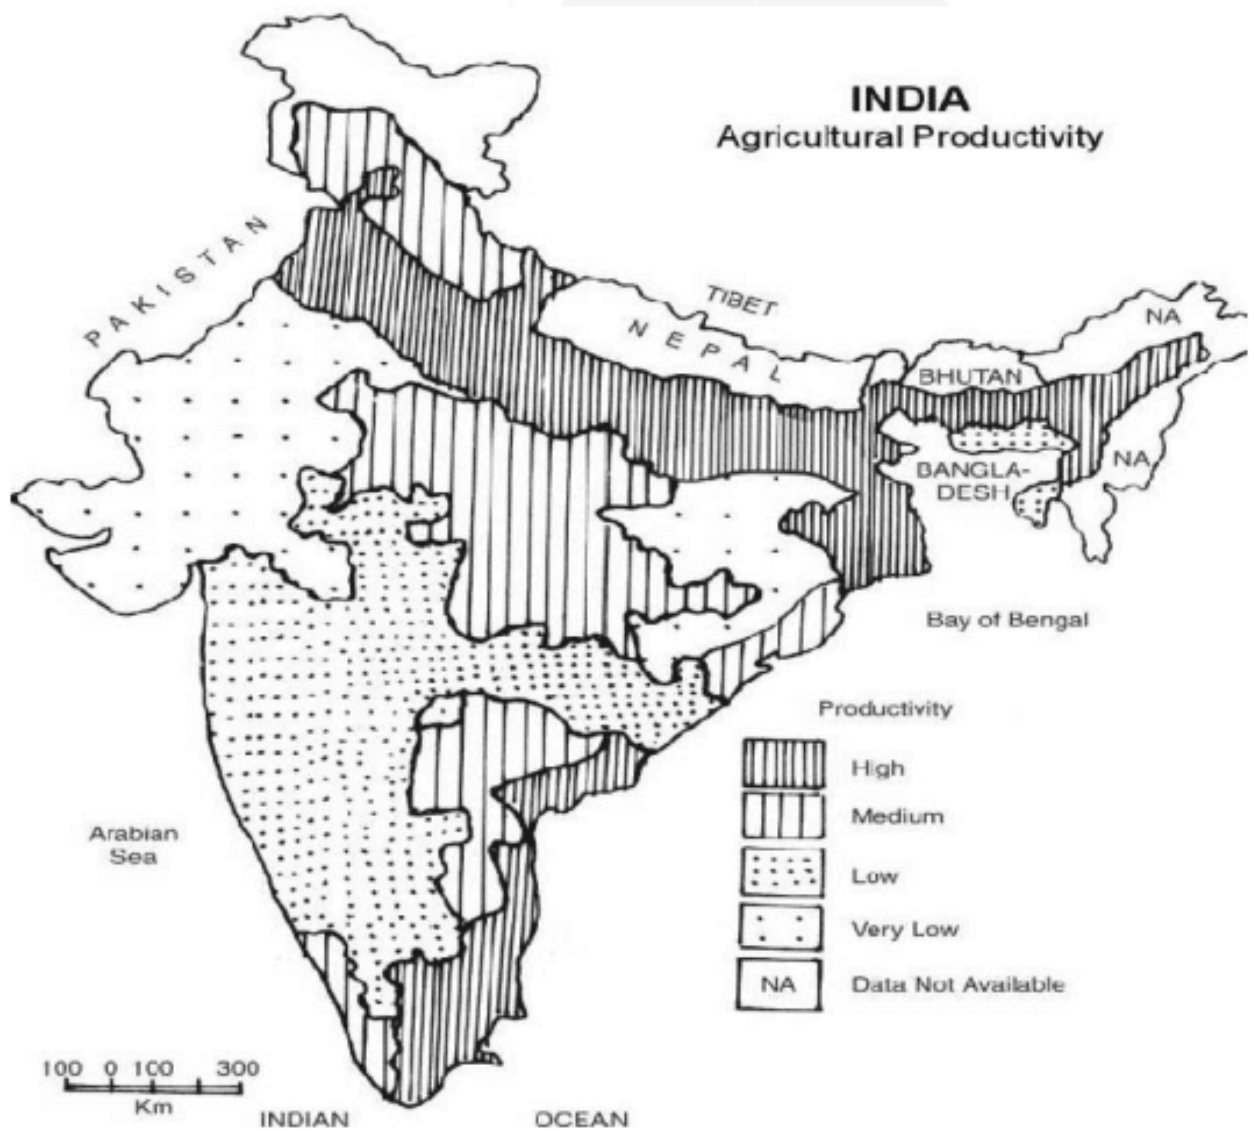 INDIA
Agricultural Productivity
PAKISTAN
TIBET
NEPAL
NA
BHUTAN
BANGLA-
DESH
NA
Bay of Bengal
Productivity
High
Medium
Low
Very Low
NA Data Not Available
Arabian
Sea
100 0 100 300
Km
INDIAN OCEAN